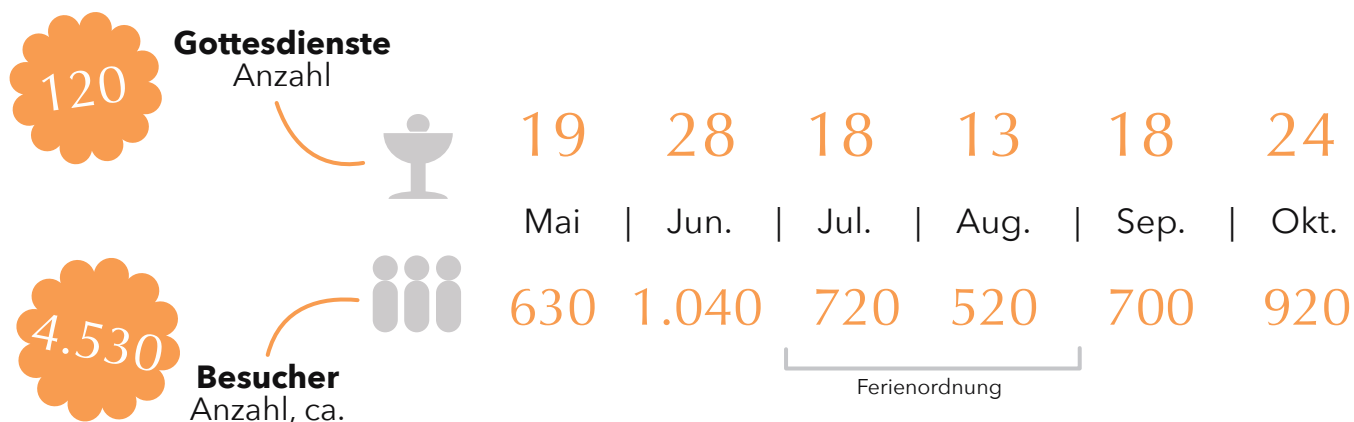 120
Gottesdienste
Anzahl
19 28 18 13 18 24
Mai | Jun. | Jul. | Aug. | Sep. | Okt.
630 1.040 720 520 700 920
Ferienordnung
4.530
Besucher
Anzahl, ca.